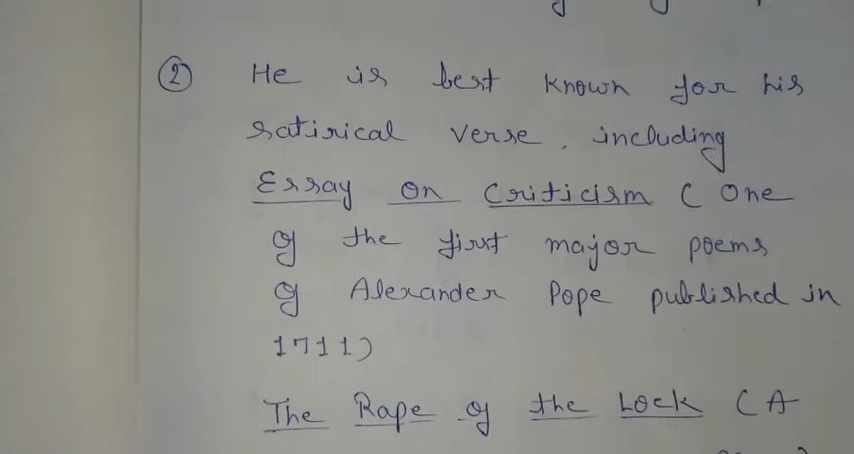 ② He is best known for his
satirical verse, including
Essay on Criticism ( One
of the first major poems
of Alexander Pope published in
1711)
The Rape of the Lock ( A